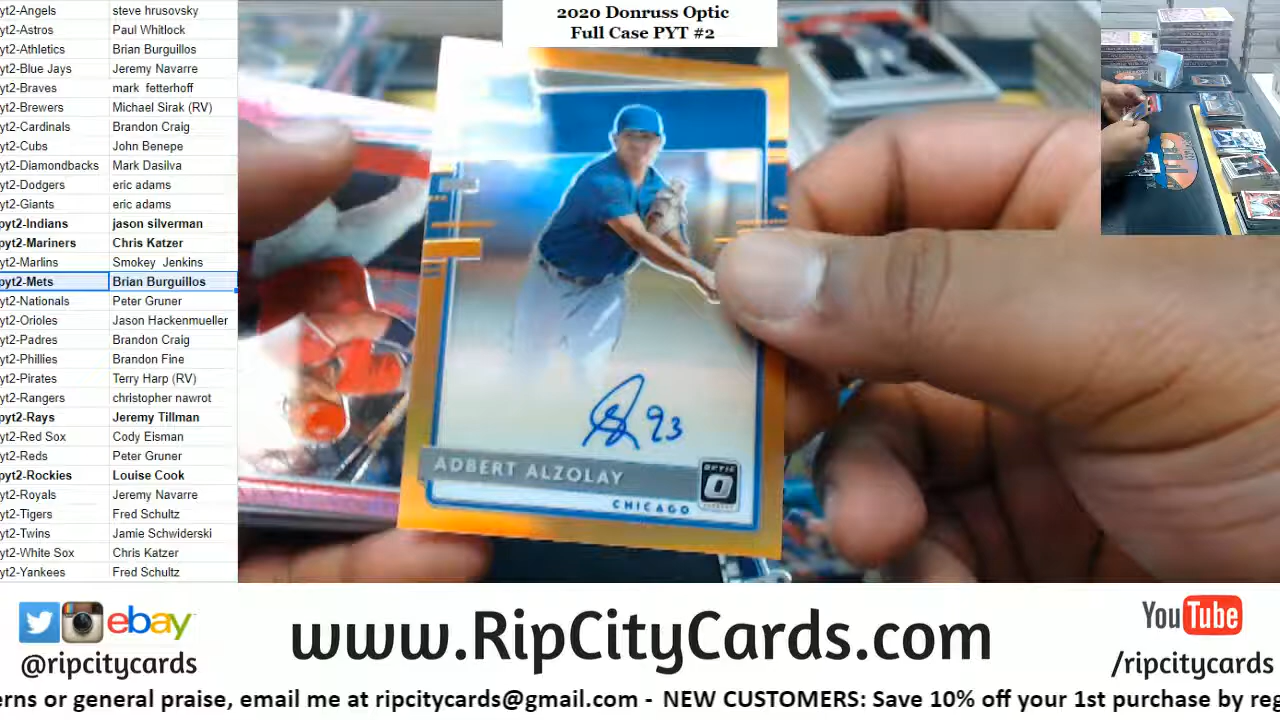 2020 Donruss Optic
Full Case PYT #2
yt2-Angels steve hrusovsky
yt2-Astros Paul Whitlock
yt2-Athletics Brian Burguillos
yt2-Blue Jays Jeremy Navarre
yt2-Braves mark fetterhoff
yt2-Brewers Michael Sirak (RV)
yt2-Cardinals Brandon Craig
yt2-Cubs John Benepe
yt2-Diamondbacks Mark Dasilva
yt2-Dodgers eric adams
yt2-Giants eric adams
pyt2-Indians jason silverman
pyt2-Mariners Chris Katzer
yt2-Marlins Smokey Jenkins
pyt2-Mets Brian Burguillos
yt2-Nationals Peter Gruner
yt2-Orioles Jason Hackenmueller
yt2-Padres Brandon Craig
yt2-Phillies Brandon Fine
yt2-Pirates Terry Harp (RV)
yt2-Rangers christopher nawrot
pyt2-Rays Jeremy Tillman
yt2-Red Sox Cody Elsman
yt2-Reds Peter Gruner
pyt2-Rockies Louise Cook
yt2-Royals Jeremy Navarre
yt2-Tigers Fred Schultz
yt2-Twins Jamie Schwiderski
yt2-White Sox Chris Katzer
yt2-Yankees Fred Schultz
93
ADBERT ALZOLAY
CHICAGO
OPTIC
ebay
@ripcitycards
www.RipCityCards.com
YouTube
/ripcitycards
erns or general praise, email me at ripcitycards@gmail.com - NEW CUSTOMERS: Save 10% off your 1st purchase by reg